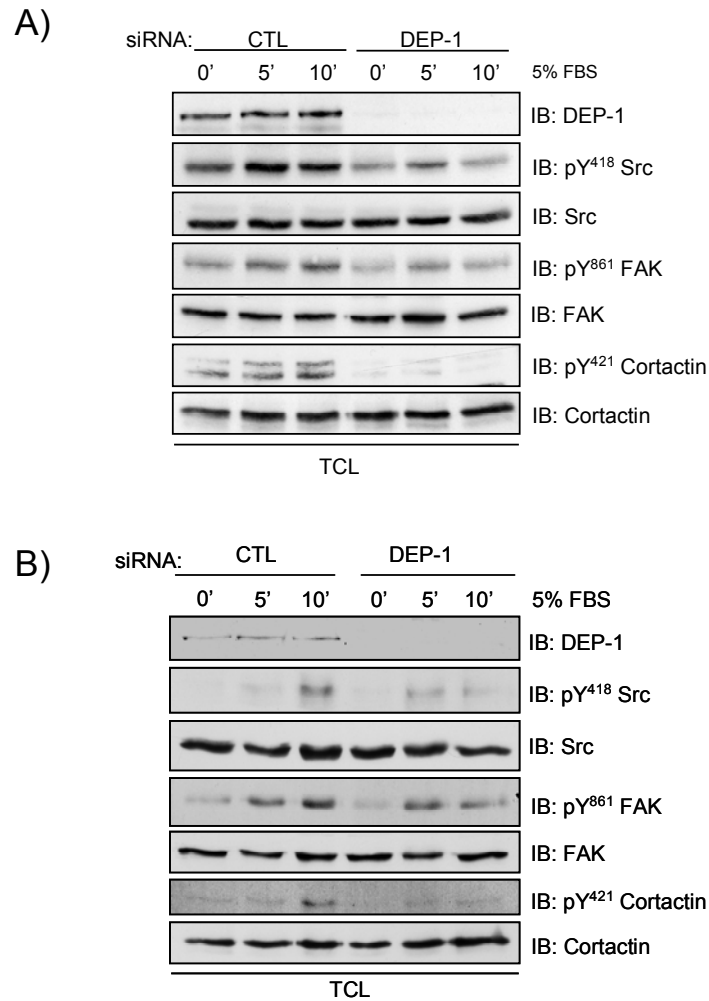 A)
siRNA: CTL DEP-1
0’ 5’ 10’ 0’ 5’ 10’ 5% FBS
IB: DEP-1
IB: pY⁴¹⁸ Src
IB: Src
IB: pY⁸⁶¹ FAK
IB: FAK
IB: pY⁴²¹ Cortactin
IB: Cortactin
TCL
B)
siRNA: CTL DEP-1
0’ 5’ 10’ 0’ 5’ 10’ 5% FBS
IB: DEP-1
IB: pY⁴¹⁸ Src
IB: Src
IB: pY⁸⁶¹ FAK
IB: FAK
IB: pY⁴²¹ Cortactin
IB: Cortactin
TCL